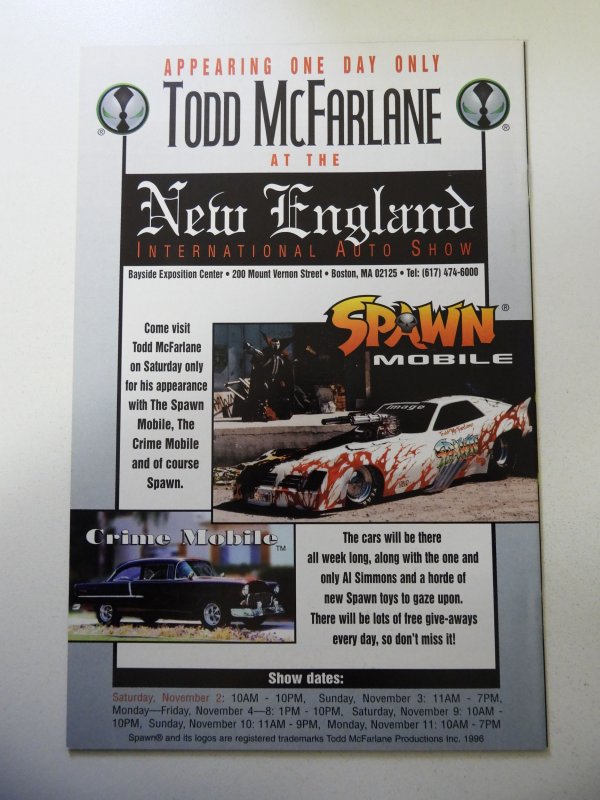 APPEARING ONE DAY ONLY
TODD MCFARLANE
®
®
AT THE
New England
INTERNATIONAL AUTO SHOW
Bayside Exposition Center • 200 Mount Vernon Street • Boston, MA 02125 • Tel: (617) 474-6000
SPAWN®
MOBILE
Come visit
Todd McFarlane
on Saturday only
for his appearance
with The Spawn
Mobile, The
Crime Mobile
and of course
Spawn.
Image
Todd McFarlane
SPAWN
Crime Mobile™
The cars will be there
all week long, along with the one and
only Al Simmons and a horde of
new Spawn toys to gaze upon.
There will be lots of free give-aways
every day, so don't miss it!
Show dates:
Saturday, November 2: 10AM - 10PM, Sunday, November 3: 11AM - 7PM,
Monday—Friday, November 4—8: 1PM - 10PM, Saturday, November 9: 10AM -
10PM, Sunday, November 10: 11AM - 9PM, Monday, November 11: 10AM - 7PM
Spawn® and its logos are registered trademarks Todd McFarlane Productions Inc. 1996